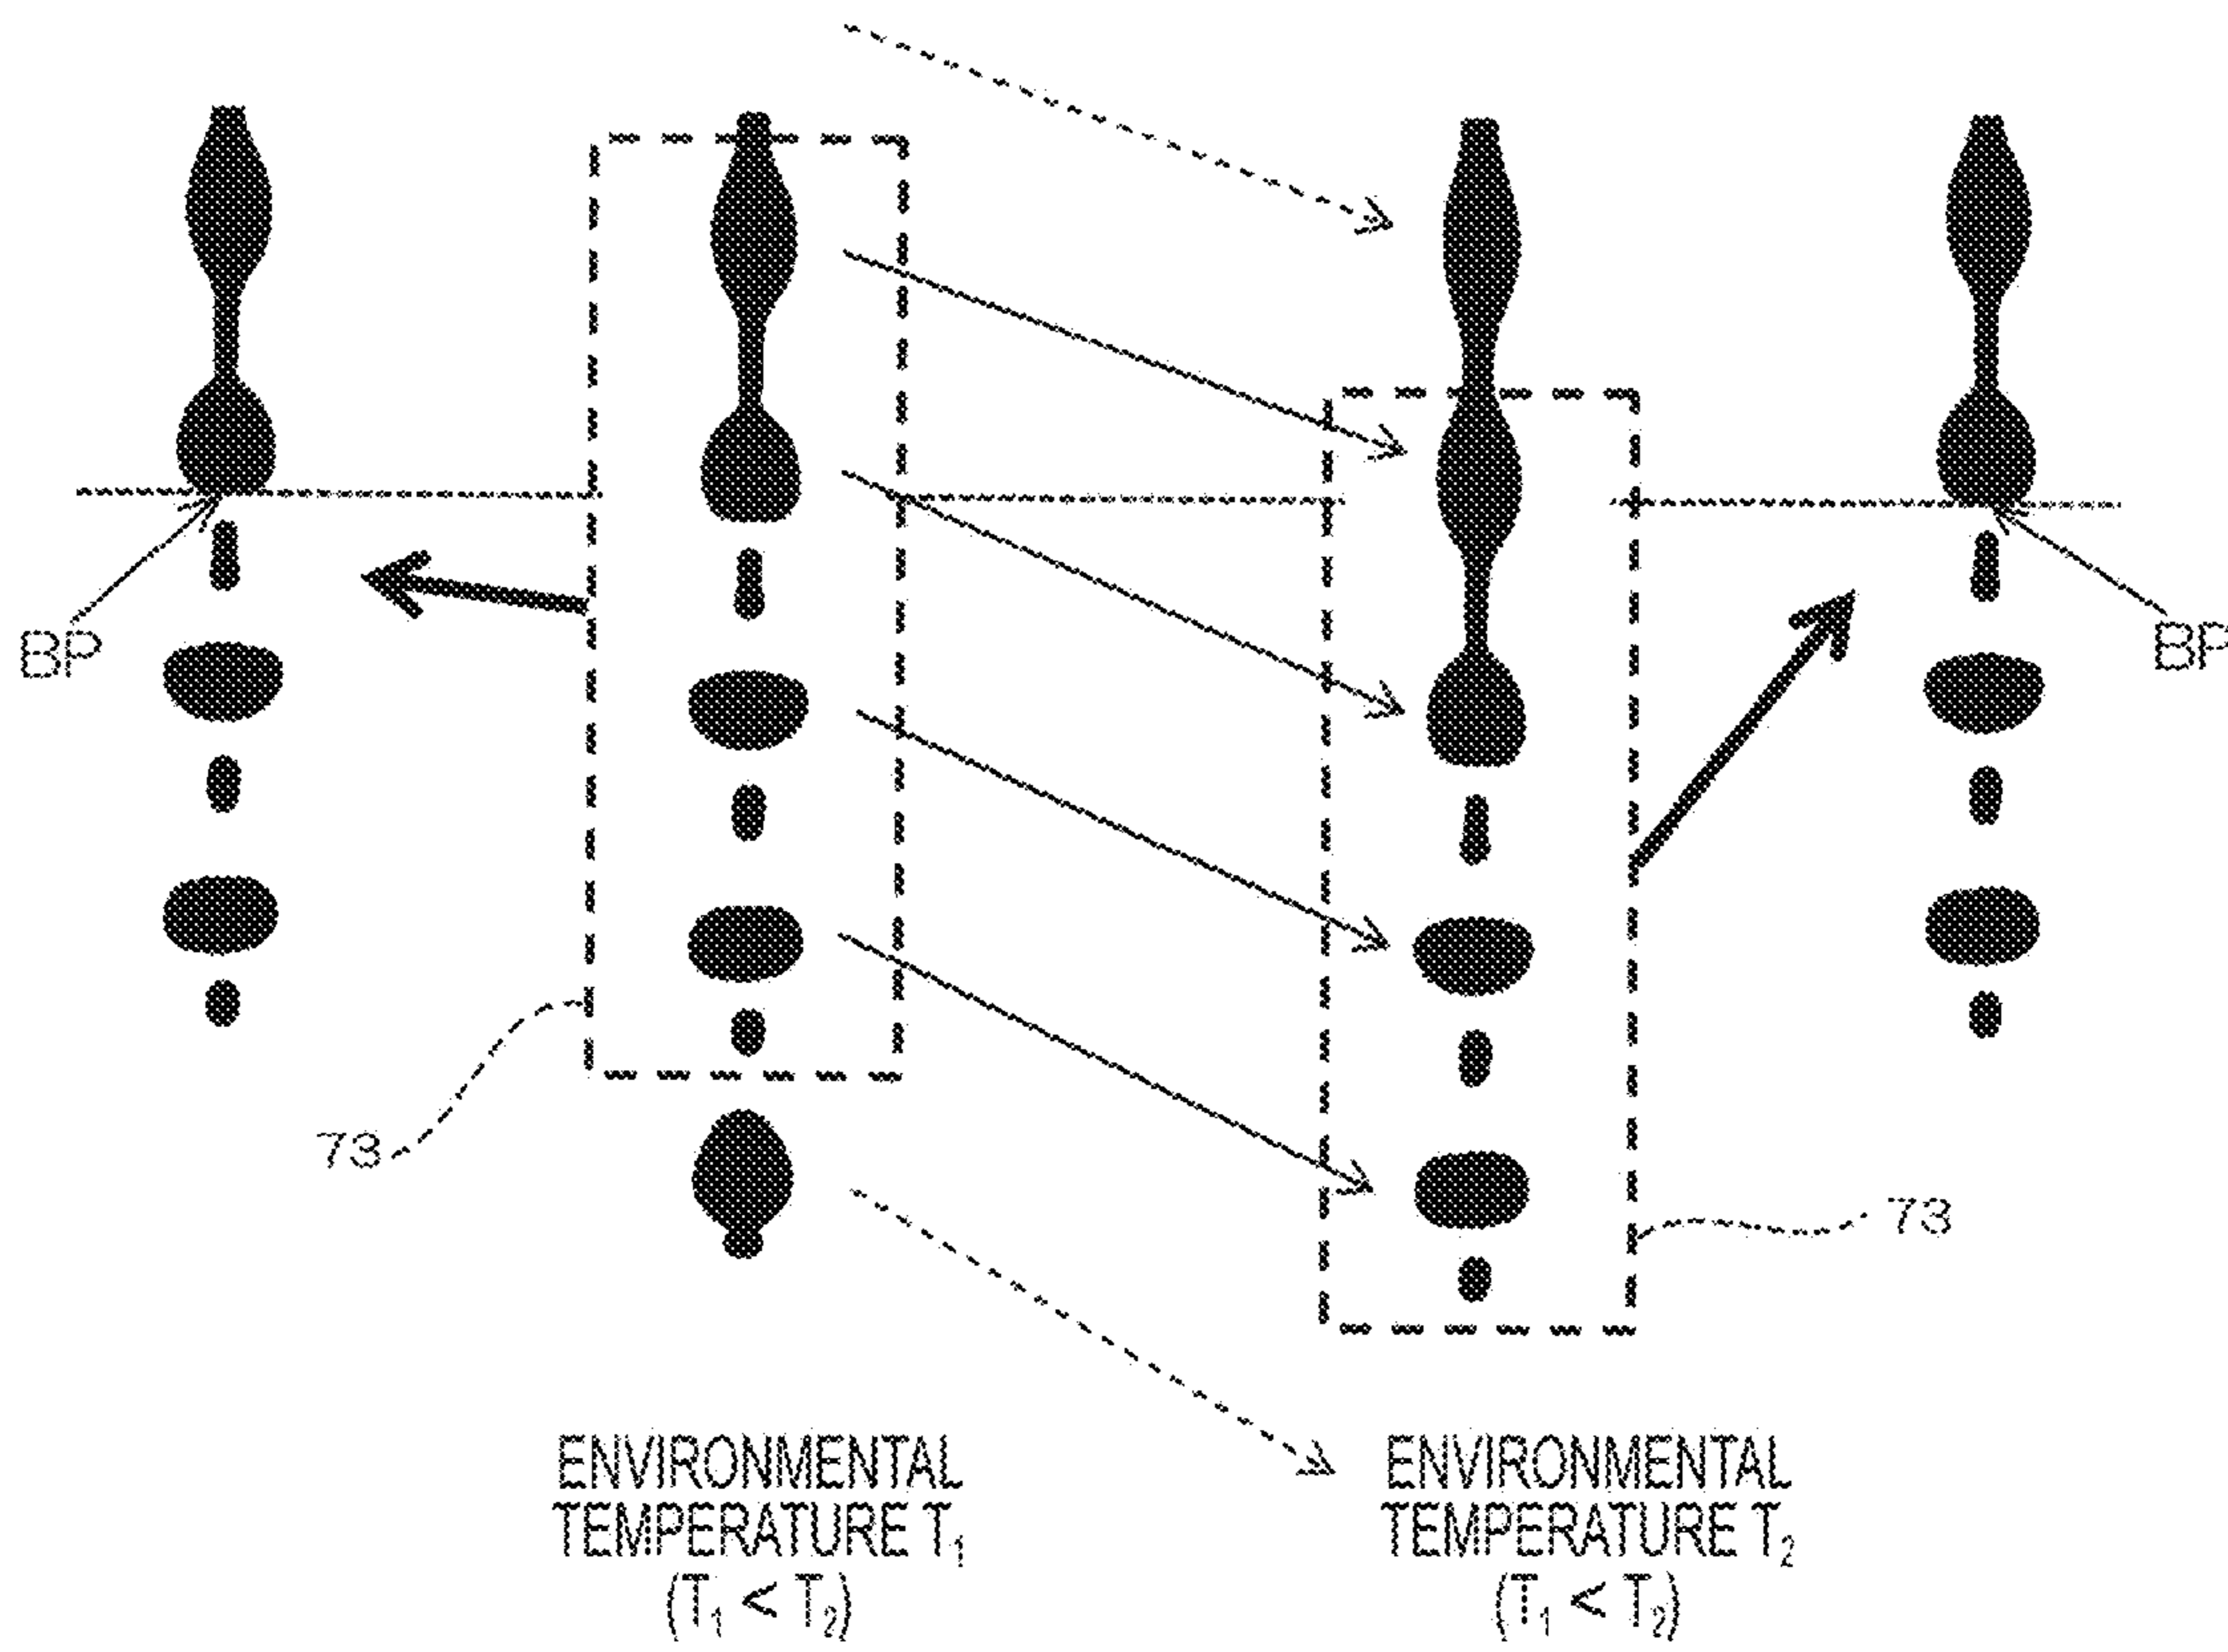 BP
BP
73
73
ENVIRONMENTAL
TEMPERATURE T₁
(T₁ < T₂)
ENVIRONMENTAL
TEMPERATURE T₂
(T₁ < T₂)